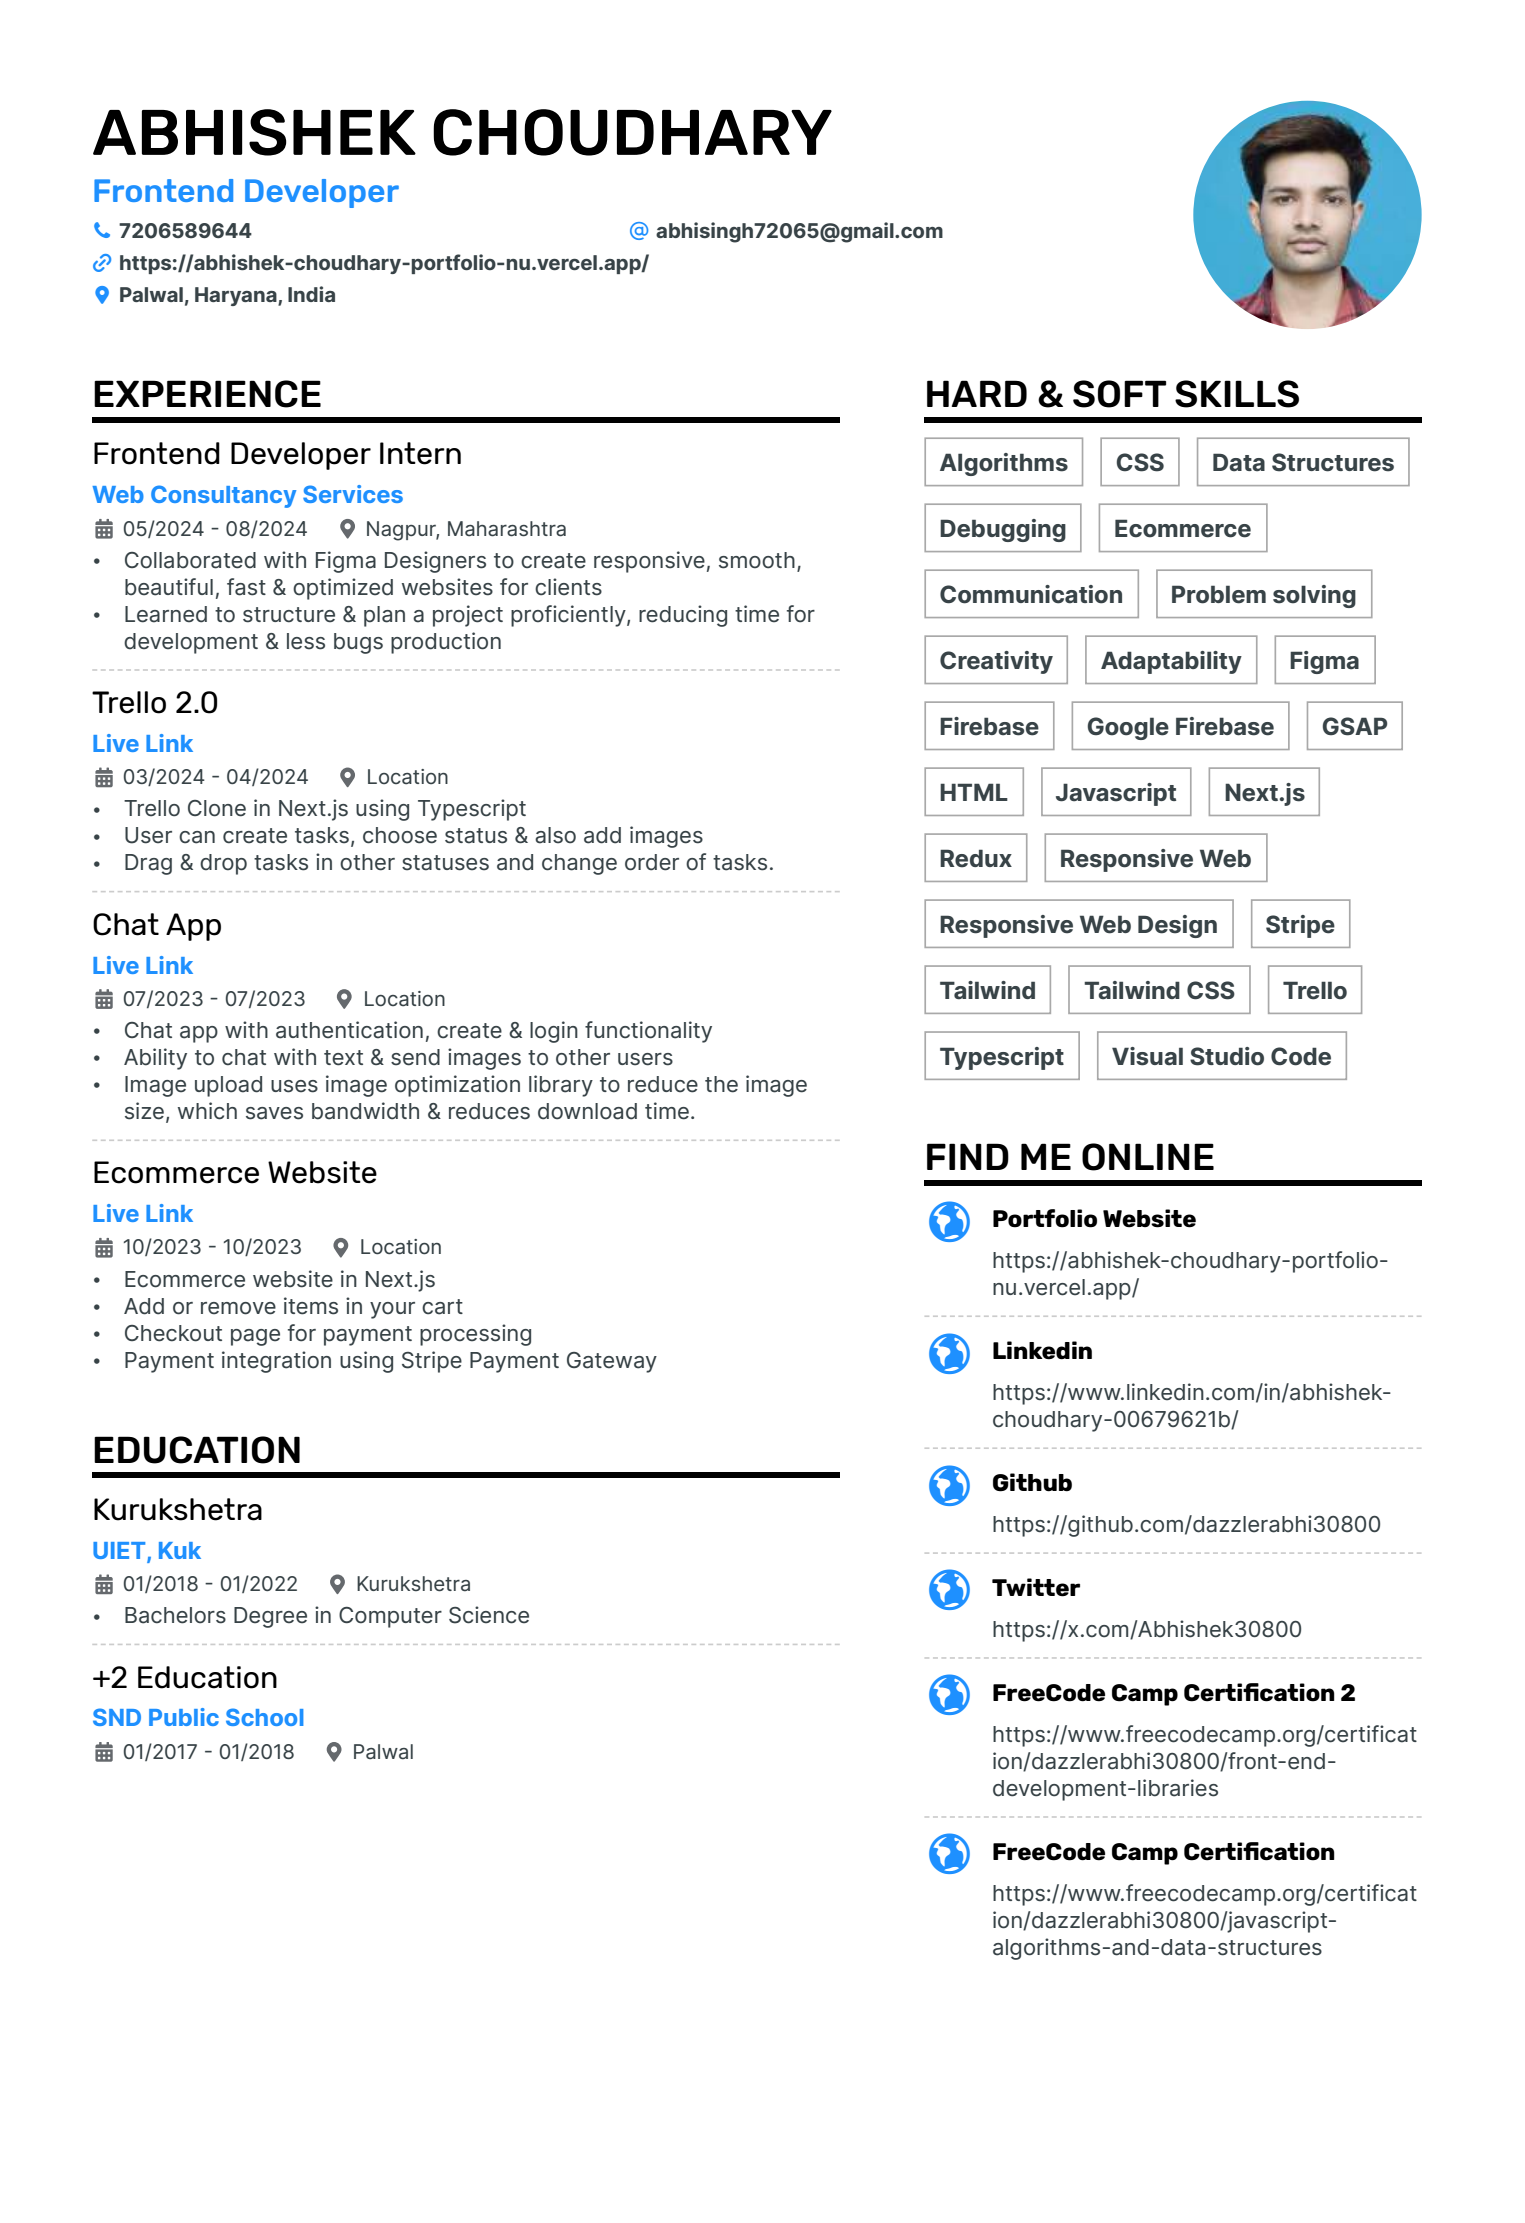 ABHISHEK CHOUDHARY
Frontend Developer
7206589644
@ abhisingh72065@gmail.com
https://abhishek-choudhary-portfolio-nu.vercel.app/
Palwal, Haryana, India
EXPERIENCE
Frontend Developer Intern
Web Consultancy Services
05/2024 - 08/2024 Nagpur, Maharashtra
• Collaborated with Figma Designers to create responsive, smooth,
beautiful, fast & optimized websites for clients
• Learned to structure & plan a project proficiently, reducing time for
development & less bugs production
Trello 2.0
Live Link
03/2024 - 04/2024 Location
• Trello Clone in Next.js using Typescript
• User can create tasks, choose status & also add images
• Drag & drop tasks in other statuses and change order of tasks.
Chat App
Live Link
07/2023 - 07/2023 Location
• Chat app with authentication, create & login functionality
• Ability to chat with text & send images to other users
• Image upload uses image optimization library to reduce the image
size, which saves bandwidth & reduces download time.
Ecommerce Website
Live Link
10/2023 - 10/2023 Location
• Ecommerce website in Next.js
• Add or remove items in your cart
• Checkout page for payment processing
• Payment integration using Stripe Payment Gateway
EDUCATION
Kurukshetra
UIET, Kuk
01/2018 - 01/2022 Kurukshetra
• Bachelors Degree in Computer Science
+2 Education
SND Public School
01/2017 - 01/2018 Palwal
HARD & SOFT SKILLS
Algorithms CSS Data Structures
Debugging Ecommerce
Communication Problem solving
Creativity Adaptability Figma
Firebase Google Firebase GSAP
HTML Javascript Next.js
Redux Responsive Web
Responsive Web Design Stripe
Tailwind Tailwind CSS Trello
Typescript Visual Studio Code
FIND ME ONLINE
Portfolio Website
https://abhishek-choudhary-portfolio-
nu.vercel.app/
Linkedin
https://www.linkedin.com/in/abhishek-
choudhary-00679621b/
Github
https://github.com/dazzlerabhi30800
Twitter
https://x.com/Abhishek30800
FreeCode Camp Certification 2
https://www.freecodecamp.org/certificat
ion/dazzlerabhi30800/front-end-
development-libraries
FreeCode Camp Certification
https://www.freecodecamp.org/certificat
ion/dazzlerabhi30800/javascript-
algorithms-and-data-structures